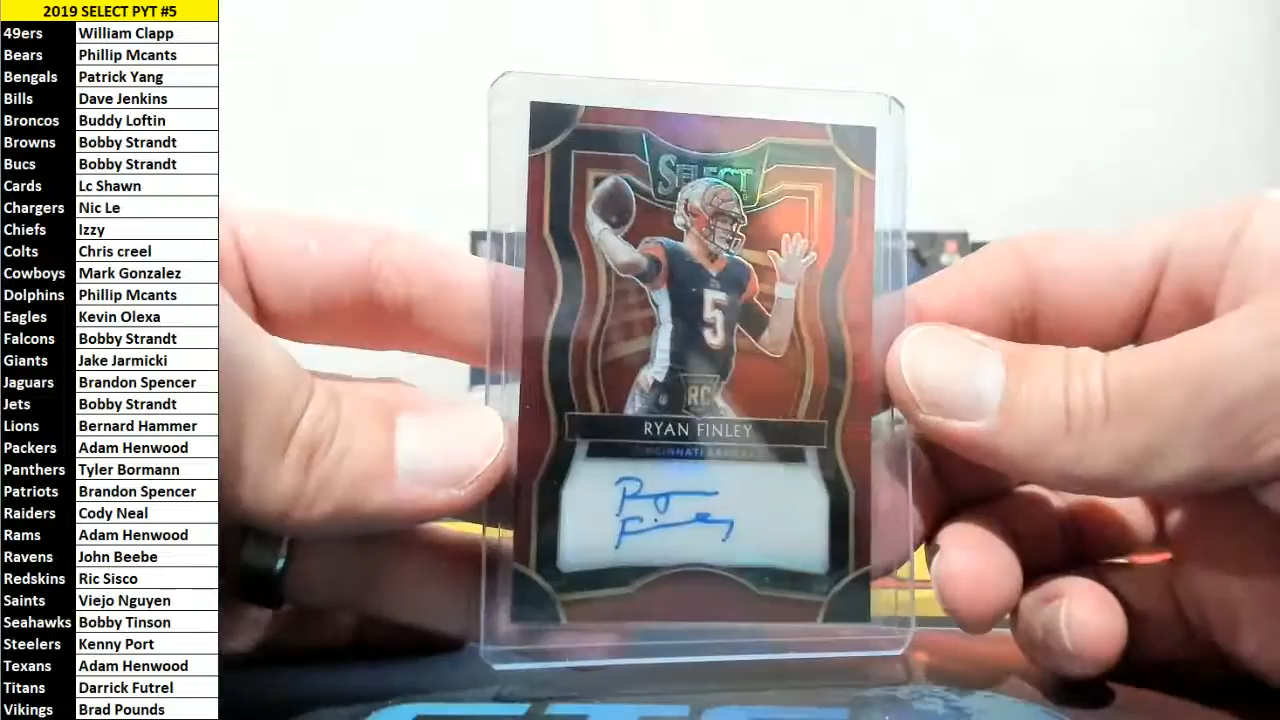 2019 SELECT PYT #5
49ers William Clapp
Bears Phillip Mcants
Bengals Patrick Yang
Bills Dave Jenkins
Broncos Buddy Loftin
Browns Bobby Strandt
Bucs Bobby Strandt
Cards Lc Shawn
Chargers Nic Le
Chiefs Izzy
Colts Chris creel
Cowboys Mark Gonzalez
Dolphins Phillip Mcants
Eagles Kevin Olexa
Falcons Bobby Strandt
Giants Jake Jarmicki
Jaguars Brandon Spencer
Jets Bobby Strandt
Lions Bernard Hammer
Packers Adam Henwood
Panthers Tyler Bormann
Patriots Brandon Spencer
Raiders Cody Neal
Rams Adam Henwood
Ravens John Beebe
Redskins Ric Sisco
Saints Viejo Nguyen
Seahawks Bobby Tinson
Steelers Kenny Port
Texans Adam Henwood
Titans Darrick Futrel
Vikings Brad Pounds
SELECT
5
RC
RYAN FINLEY
CINCINNATI BENGALS
Ryan
Finley